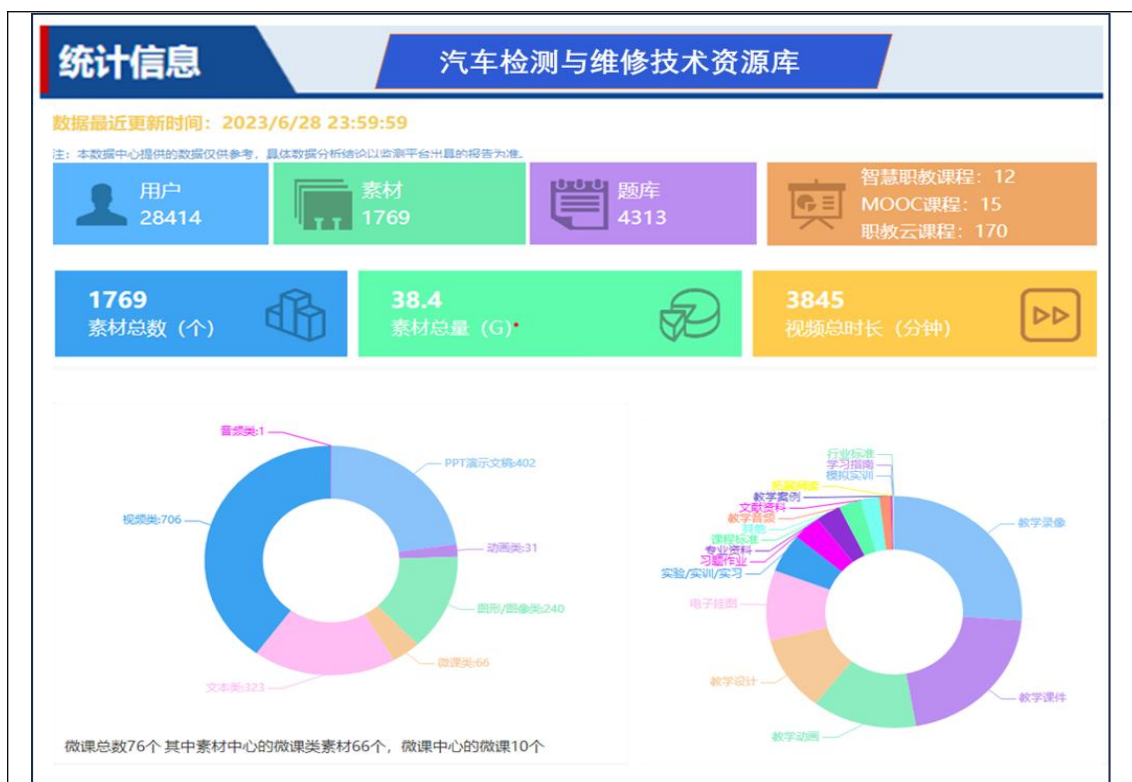 统计信息
汽车检测与维修技术资源库
数据最近更新时间：2023/6/28 23:59:59
注：本数据中心提供的数据仅供参考，具体数据分析结论以监测平台出具的报告为准。
用户
28414
素材
1769
题库
4313
智慧职教课程：12
MOOC课程：15
职教云课程：170
1769
素材总数（个）
38.4
素材总量（G）*
3845
视频总时长（分钟）
音频类:1
PPT演示文稿:402
视频类:706
动画类:31
图形/图像类:240
微课类:66
文本类:323
微课总数76个 其中素材中心的微课类素材66个，微课中心的微课10个
行业标准
学习指南
模拟实训
拓展阅读
教学案例
文献资料
教学音频
其他
课程标准
专业资料
习题作业
实验/实训/实习
电子挂图
教学设计
教学动画
教学课件
教学录像